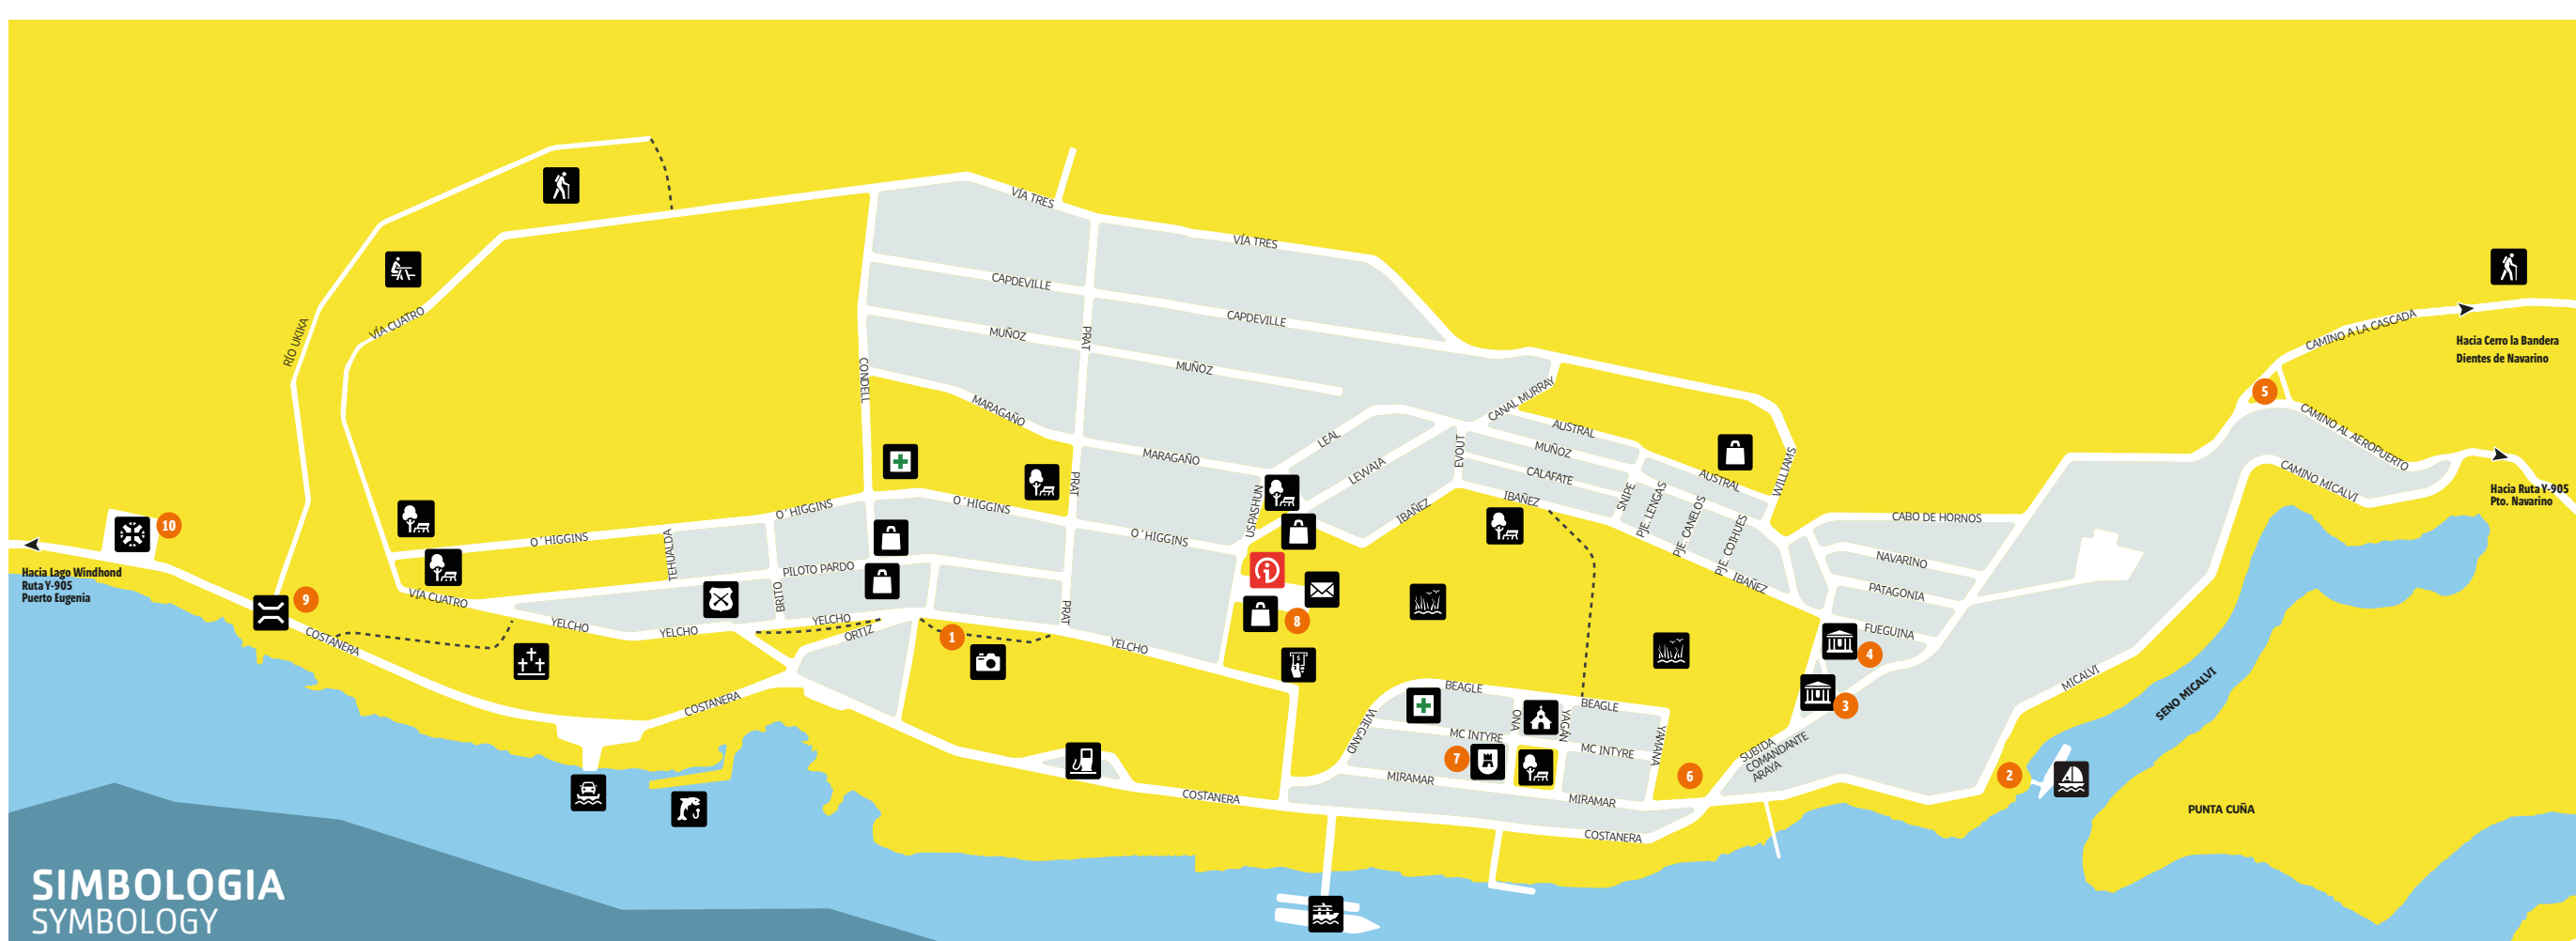 VÍA TRES
VÍA TRES
CAPDEVILLE
CAPDEVILLE
MUÑOZ
MUÑOZ
PRAT
CONDELL
MARAGAÑO
MARAGAÑO
PRAT
RÍO UKIKA
VÍA CUATRO
CAMINO A LA CASCADA
Hacia Cerro la Bandera
Dientes de Navarino
5
CAMINO AL AEROPUERTO
CAMINO MICALVI
Hacia Ruta Y-905
Pto. Navarino
CANAL MURRAY
AUSTRAL
MUÑOZ
CALAFATE
EVOUT
LEAL
LEWAIA
IBAÑEZ
IBAÑEZ
AUSTRAL
WILLIAMS
SNIPE
PJE. LENGAS
PJE. CANELOS
PJE. COIHUES
IBAÑEZ
USPASHUN
O´HIGGINS
O´HIGGINS
O´HIGGINS
O´HIGGINS
TEHUALDA
PILOTO PARDO
BRITO
10
Hacia Lago Windhond
Ruta Y-905
Puerto Eugenia
9
VÍA CUATRO
YELCHO
YELCHO
YELCHO
ORTIZ
1
PRAT
YELCHO
i
8
$
COSTANERA
COSTANERA
COSTANERA
COSTANERA
CABO DE HORNOS
NAVARINO
PATAGONIA
FUEGUINA
4
3
MICALVI
SENO MICALVI
BEAGLE
BEAGLE
WIEGAND
ONA
YAGÁN
YAMANA
MC INTYRE
MC INTYRE
7
MIRAMAR
MIRAMAR
6
SUBIDA
COMANDANTE
ARAYA
2
PUNTA CUÑA
SIMBOLOGIA
SYMBOLOGY